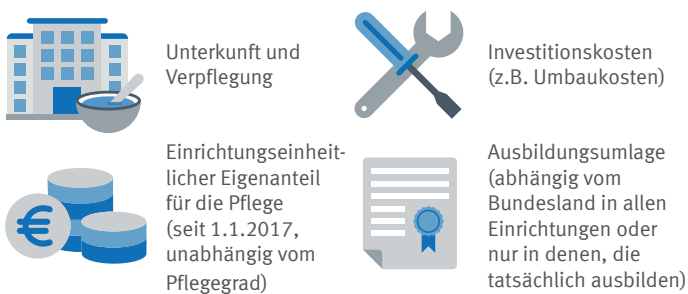 Unterkunft und
Verpflegung
Investitionskosten
(z.B. Umbaukosten)
Einrichtungseinheit-
licher Eigenanteil
für die Pflege
(seit 1.1.2017,
unabhängig vom
Pflegegrad)
Ausbildungsumlage
(abhängig vom
Bundesland in allen
Einrichtungen oder
nur in denen, die
tatsächlich ausbilden)
€